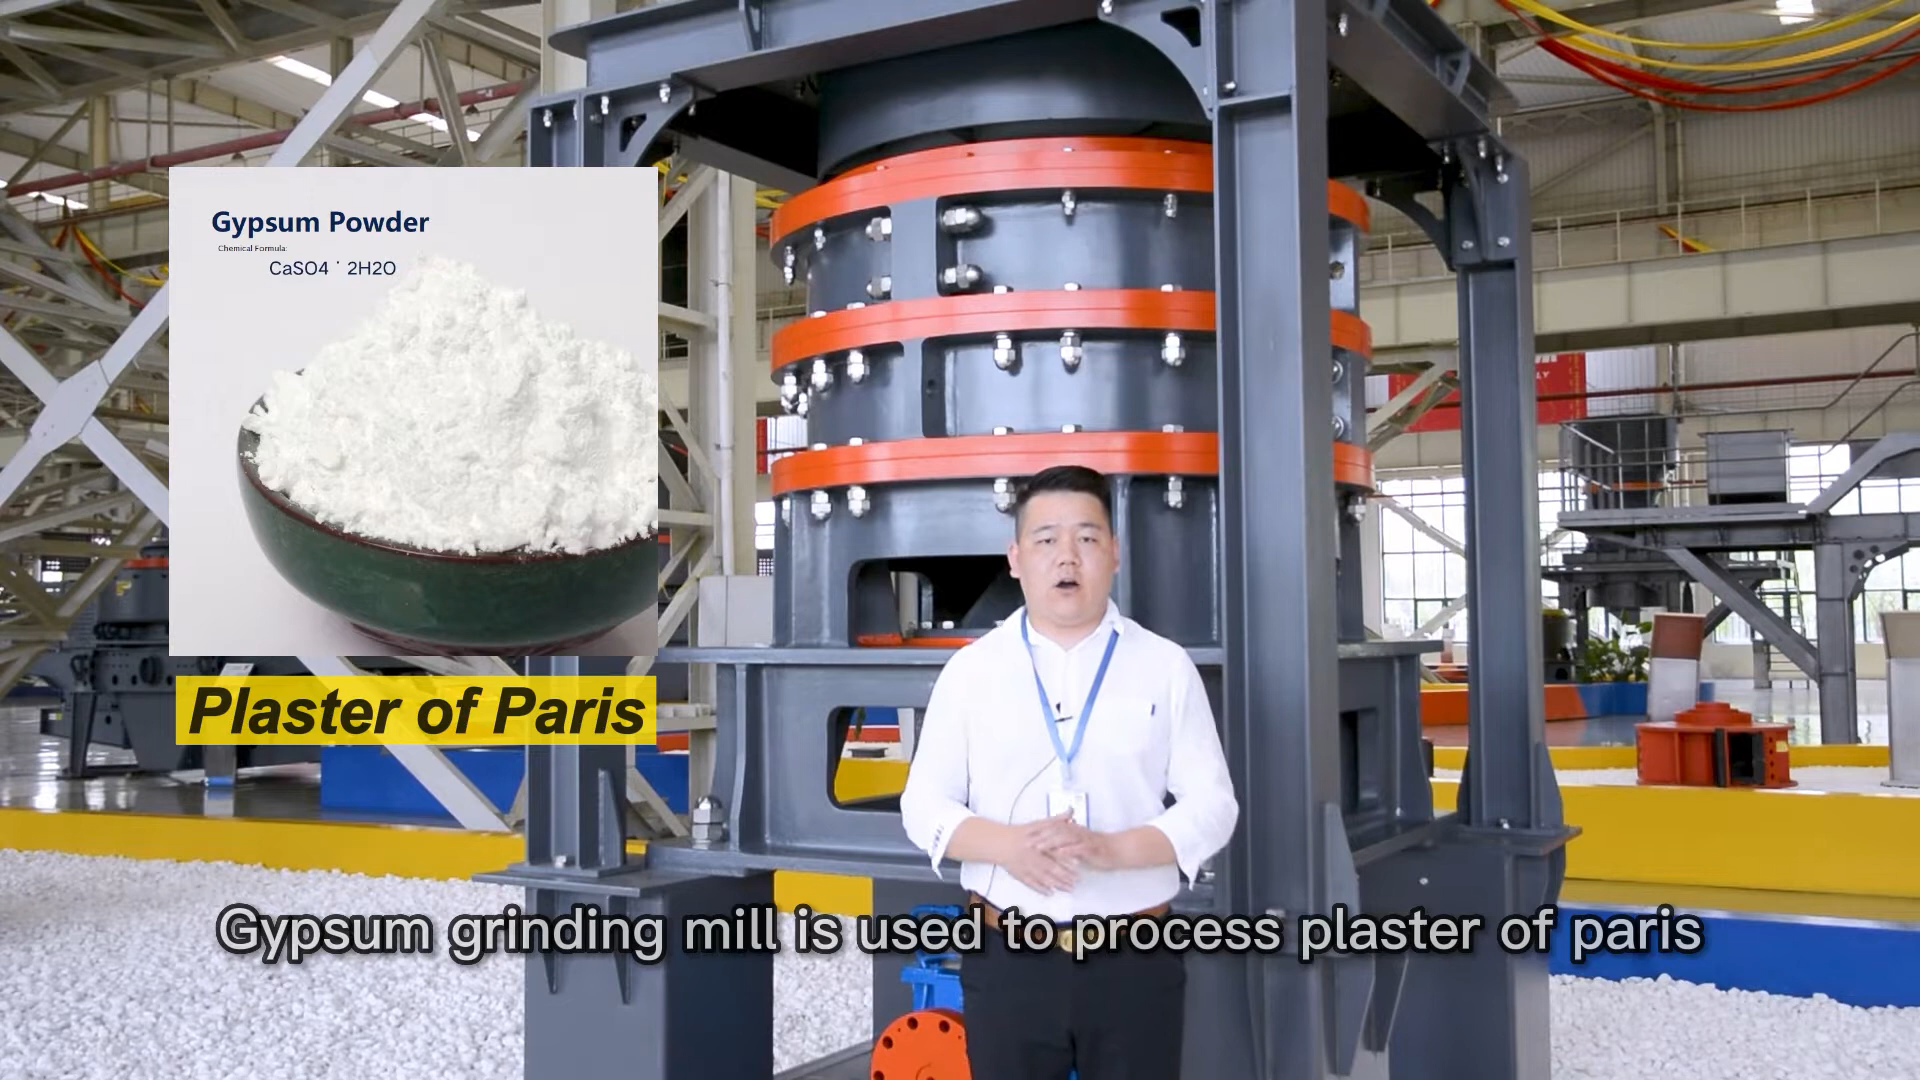 Gypsum Powder
Chemical Formula:
CaSO4 · 2H2O
Plaster of Paris
Gypsum grinding mill is used to process plaster of paris